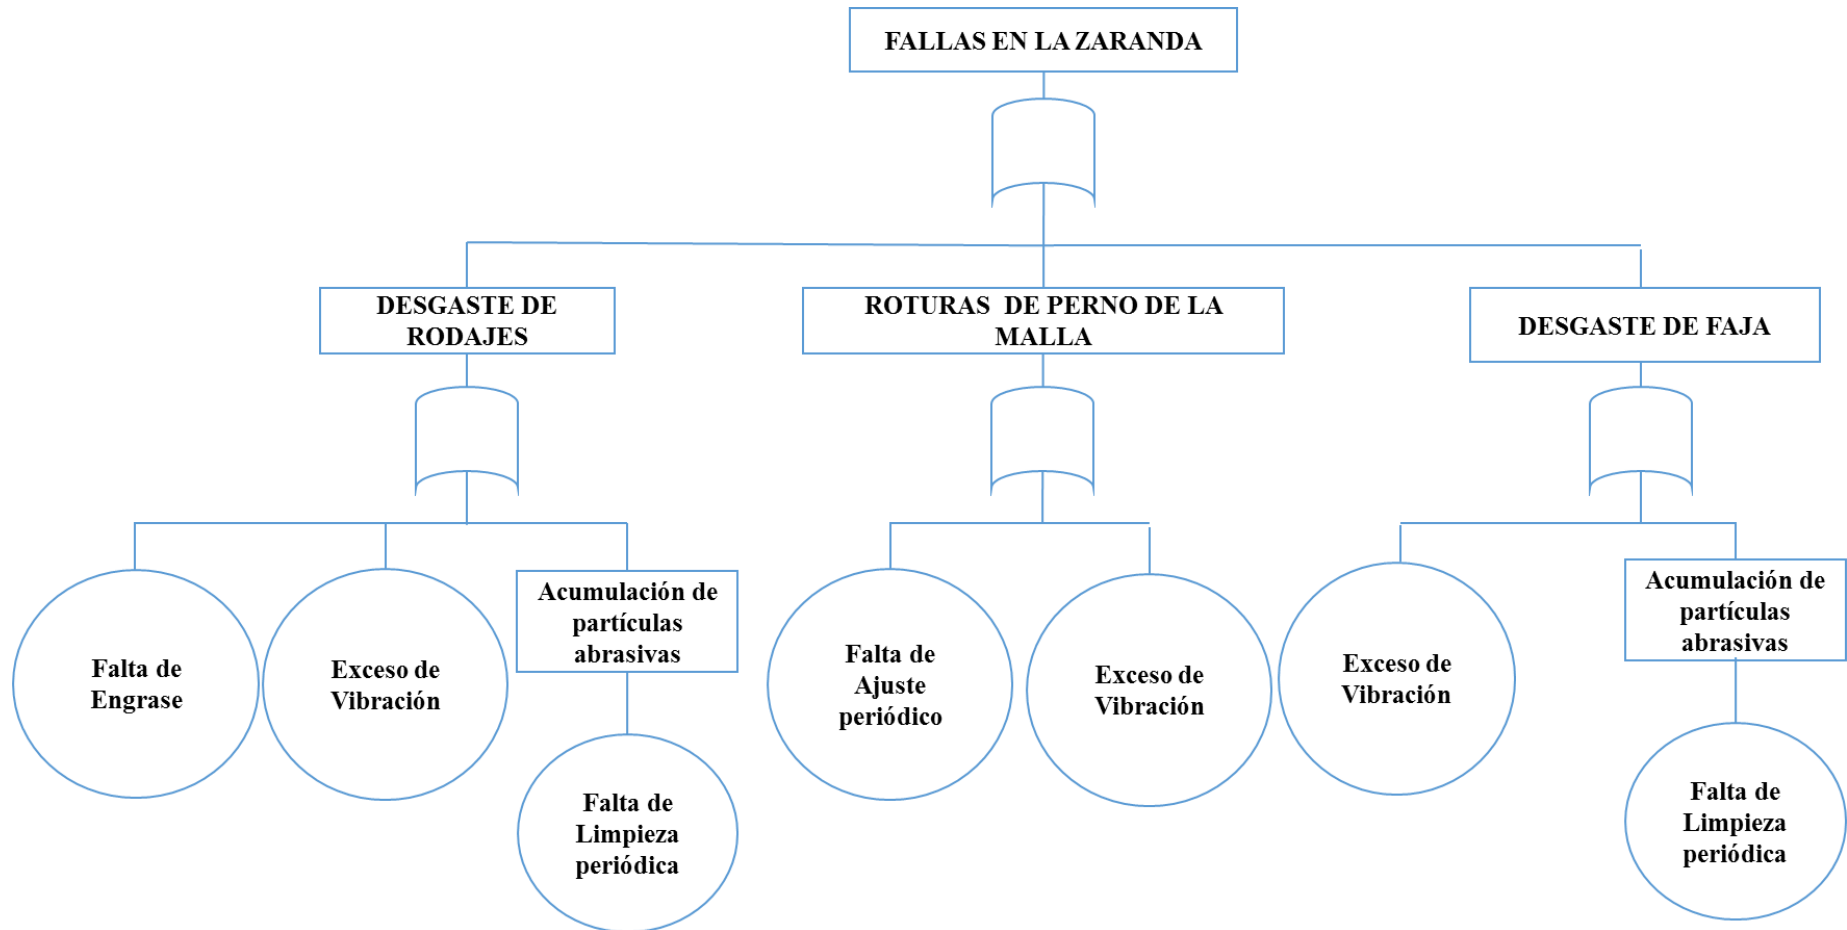 FALLAS EN LA ZARANDA
DESGASTE DE
RODAJES
ROTURAS DE PERNO DE LA
MALLA
DESGASTE DE FAJA
Falta de
Engrase
Exceso de
Vibración
Acumulación de
partículas
abrasivas
Falta de
Limpieza
periódica
Falta de
Ajuste
periódico
Exceso de
Vibración
Exceso de
Vibración
Acumulación de
partículas
abrasivas
Falta de
Limpieza
periódica